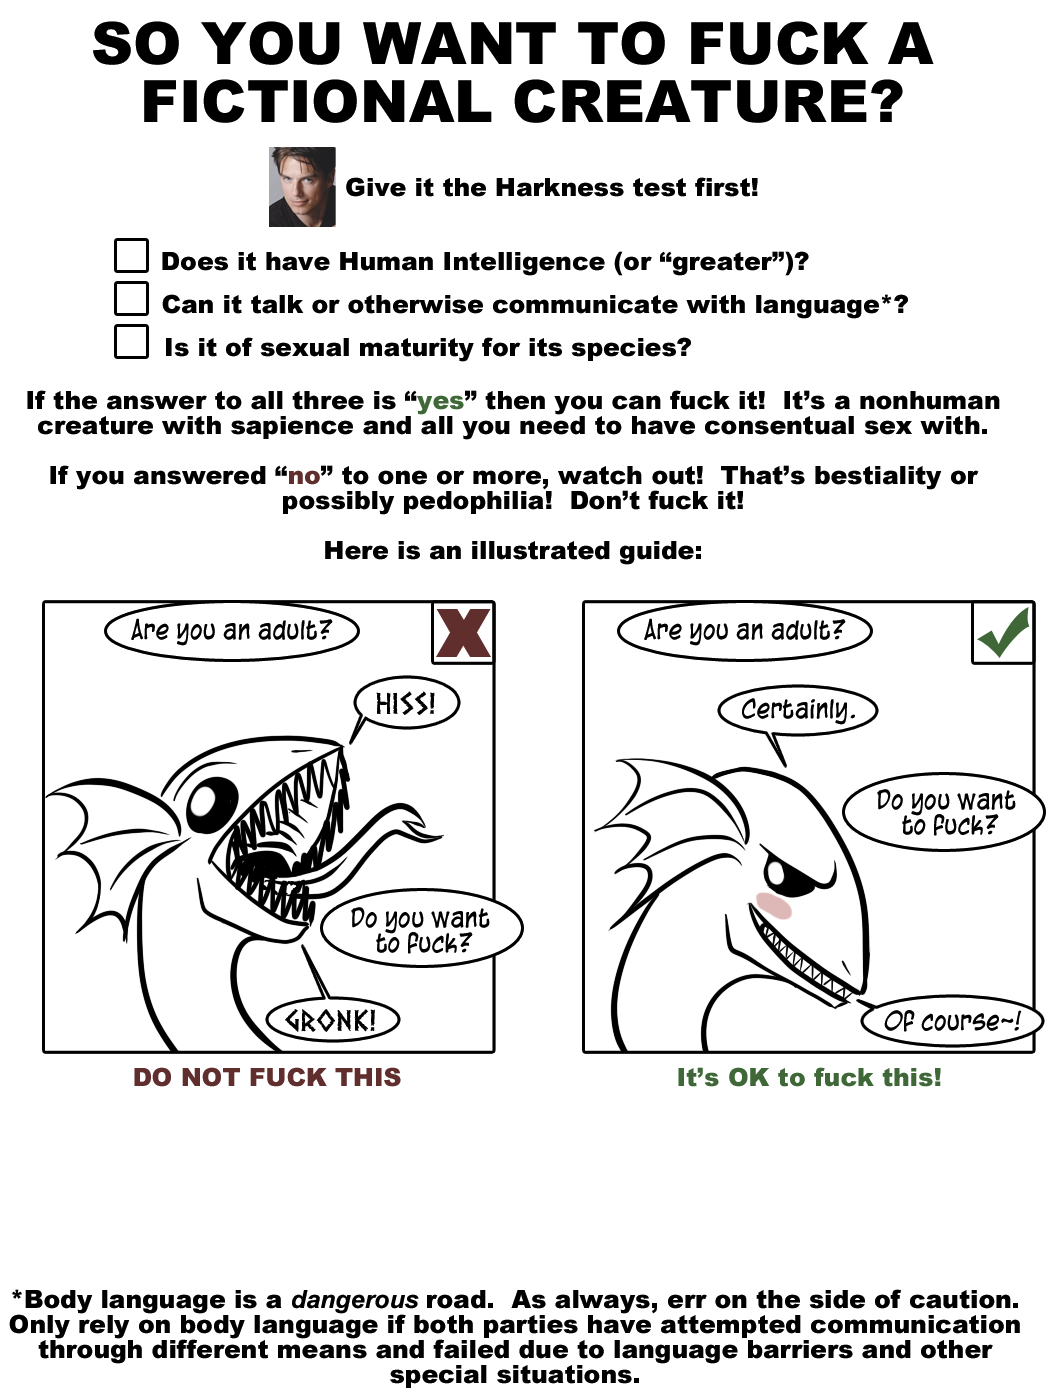 SO YOU WANT TO FUCK A
FICTIONAL CREATURE?
Give it the Harkness test first!
Does it have Human Intelligence (or “greater”)?
Can it talk or otherwise communicate with language*?
Is it of sexual maturity for its species?
If the answer to all three is “yes” then you can fuck it!  It’s a nonhuman
creature with sapience and all you need to have consentual sex with.
If you answered “no” to one or more, watch out!  That’s bestiality or
possibly pedophilia!  Don’t fuck it!
Here is an illustrated guide:
Are you an adult?
HISS!
Do you want
to fuck?
GRONK!
DO NOT FUCK THIS
Are you an adult?
Certainly.
Do you want
to fuck?
Of course~!
It’s OK to fuck this!
*Body language is a dangerous road.  As always, err on the side of caution.
Only rely on body language if both parties have attempted communication
through different means and failed due to language barriers and other
special situations.